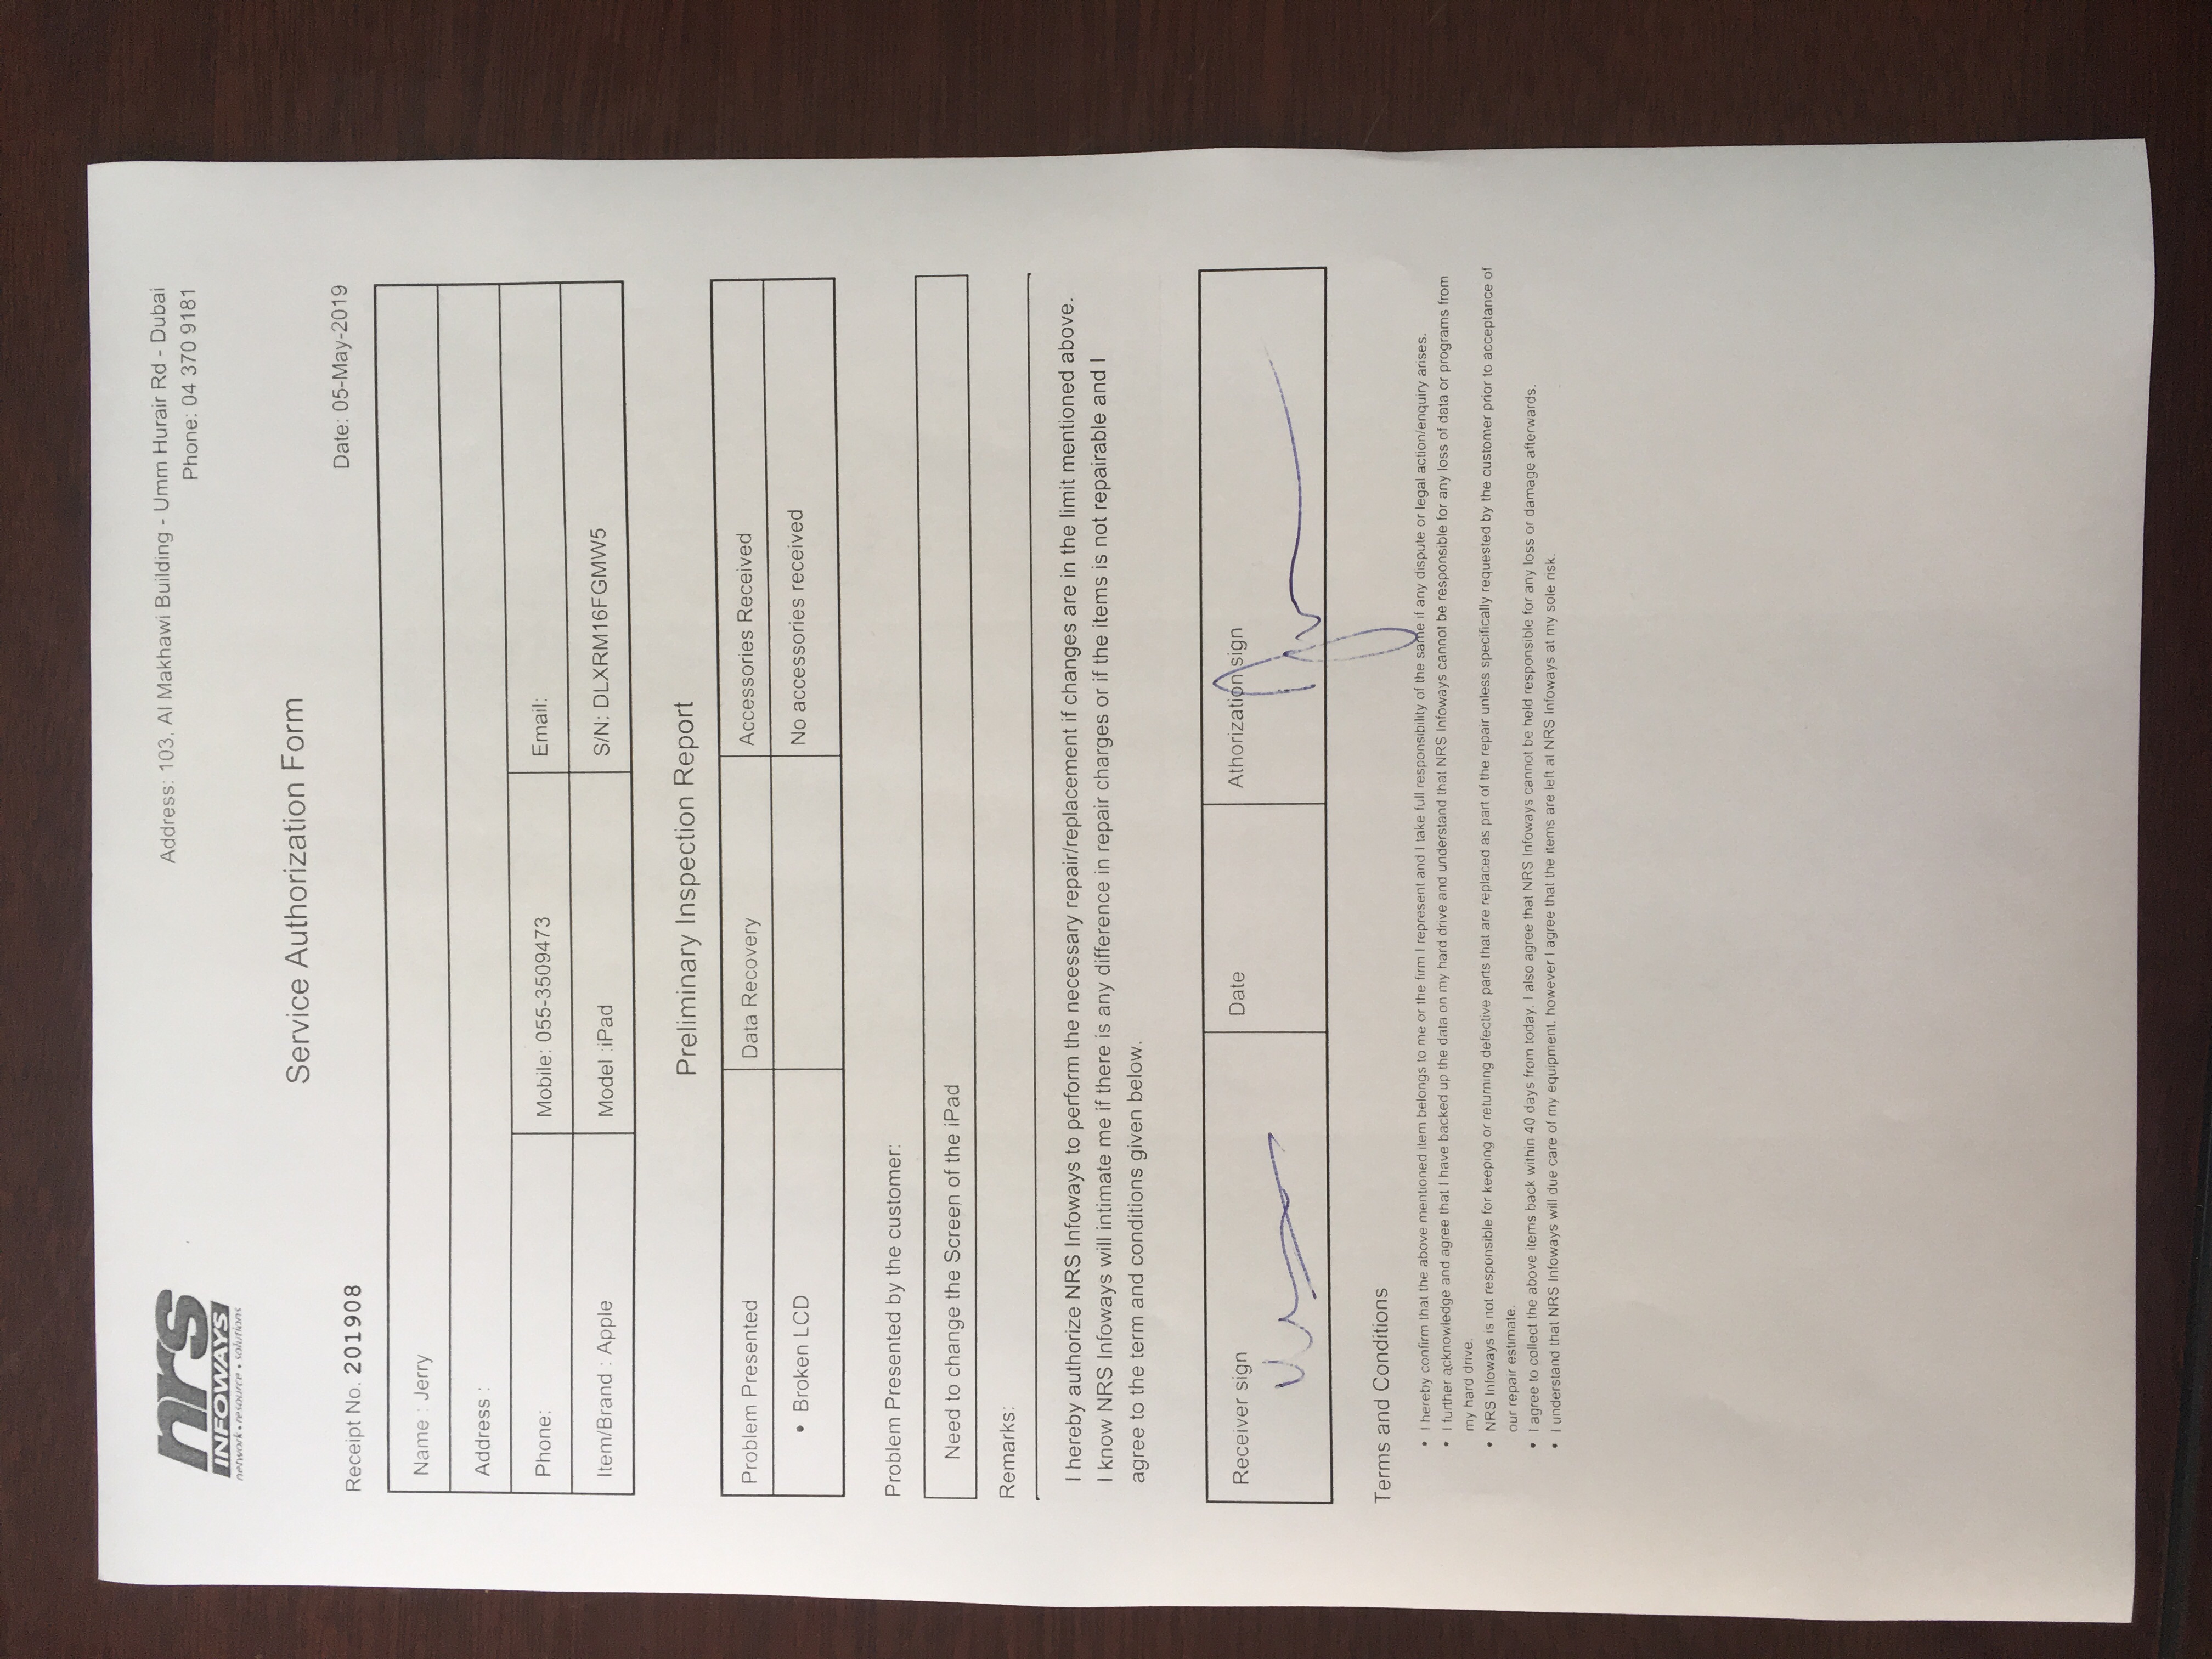 nrs
INFOWAYS
network • resource • solutions
Address: 103, Al Makhawi Building - Umm Hurair Rd - Dubai
Phone: 04 370 9181
Service Authorization Form
Receipt No. 201908
Date: 05-May-2019
Name : Jerry
Address :
Phone:
Mobile: 055-3509473
Email:
Item/Brand : Apple
Model :iPad
S/N: DLXRM16FGMW5
Preliminary Inspection Report
Problem Presented
Data Recovery
Accessories Received
• Broken LCD
No accessories received
Problem Presented by the customer:
Need to change the Screen of the iPad
Remarks:
I hereby authorize NRS Infoways to perform the necessary repair/replacement if changes are in the limit mentioned above.
I know NRS Infoways will intimate me if there is any difference in repair charges or if the items is not repairable and I
agree to the term and conditions given below.
Receiver sign
Date
Athorization sign
Terms and Conditions
• I hereby confirm that the above mentioned item belongs to me or the firm I represent and I take full responsibility of the same if any dispute or legal action/enquiry arises.
• I further acknowledge and agree that I have backed up the data on my hard drive and understand that NRS Infoways cannot be responsible for any loss of data or programs from
my hard drive.
• NRS Infoways is not responsible for keeping or returning defective parts that are replaced as part of the repair unless specifically requested by the customer prior to acceptance of
our repair estimate.
• I agree to collect the above items back within 40 days from today. I also agree that NRS Infoways cannot be held responsible for any loss or damage afterwards.
• I understand that NRS Infoways will due care of my equipment. however I agree that the items are left at NRS Infoways at my sole risk.